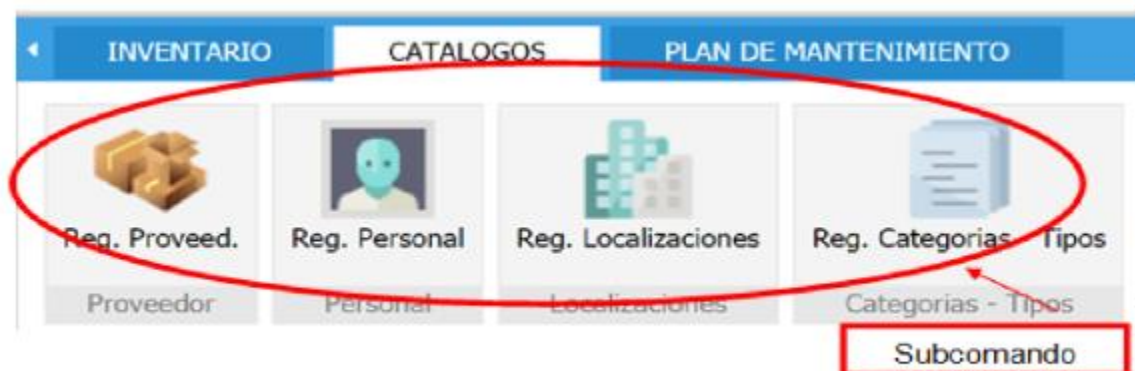 INVENTARIO CATALOGOS PLAN DE MANTENIMIENTO
Reg. Proveed. Reg. Personal Reg. Localizaciones Reg. Categorias - Tipos
Proveedor Personal Localizaciones Categorias - Tipos
Subcomando